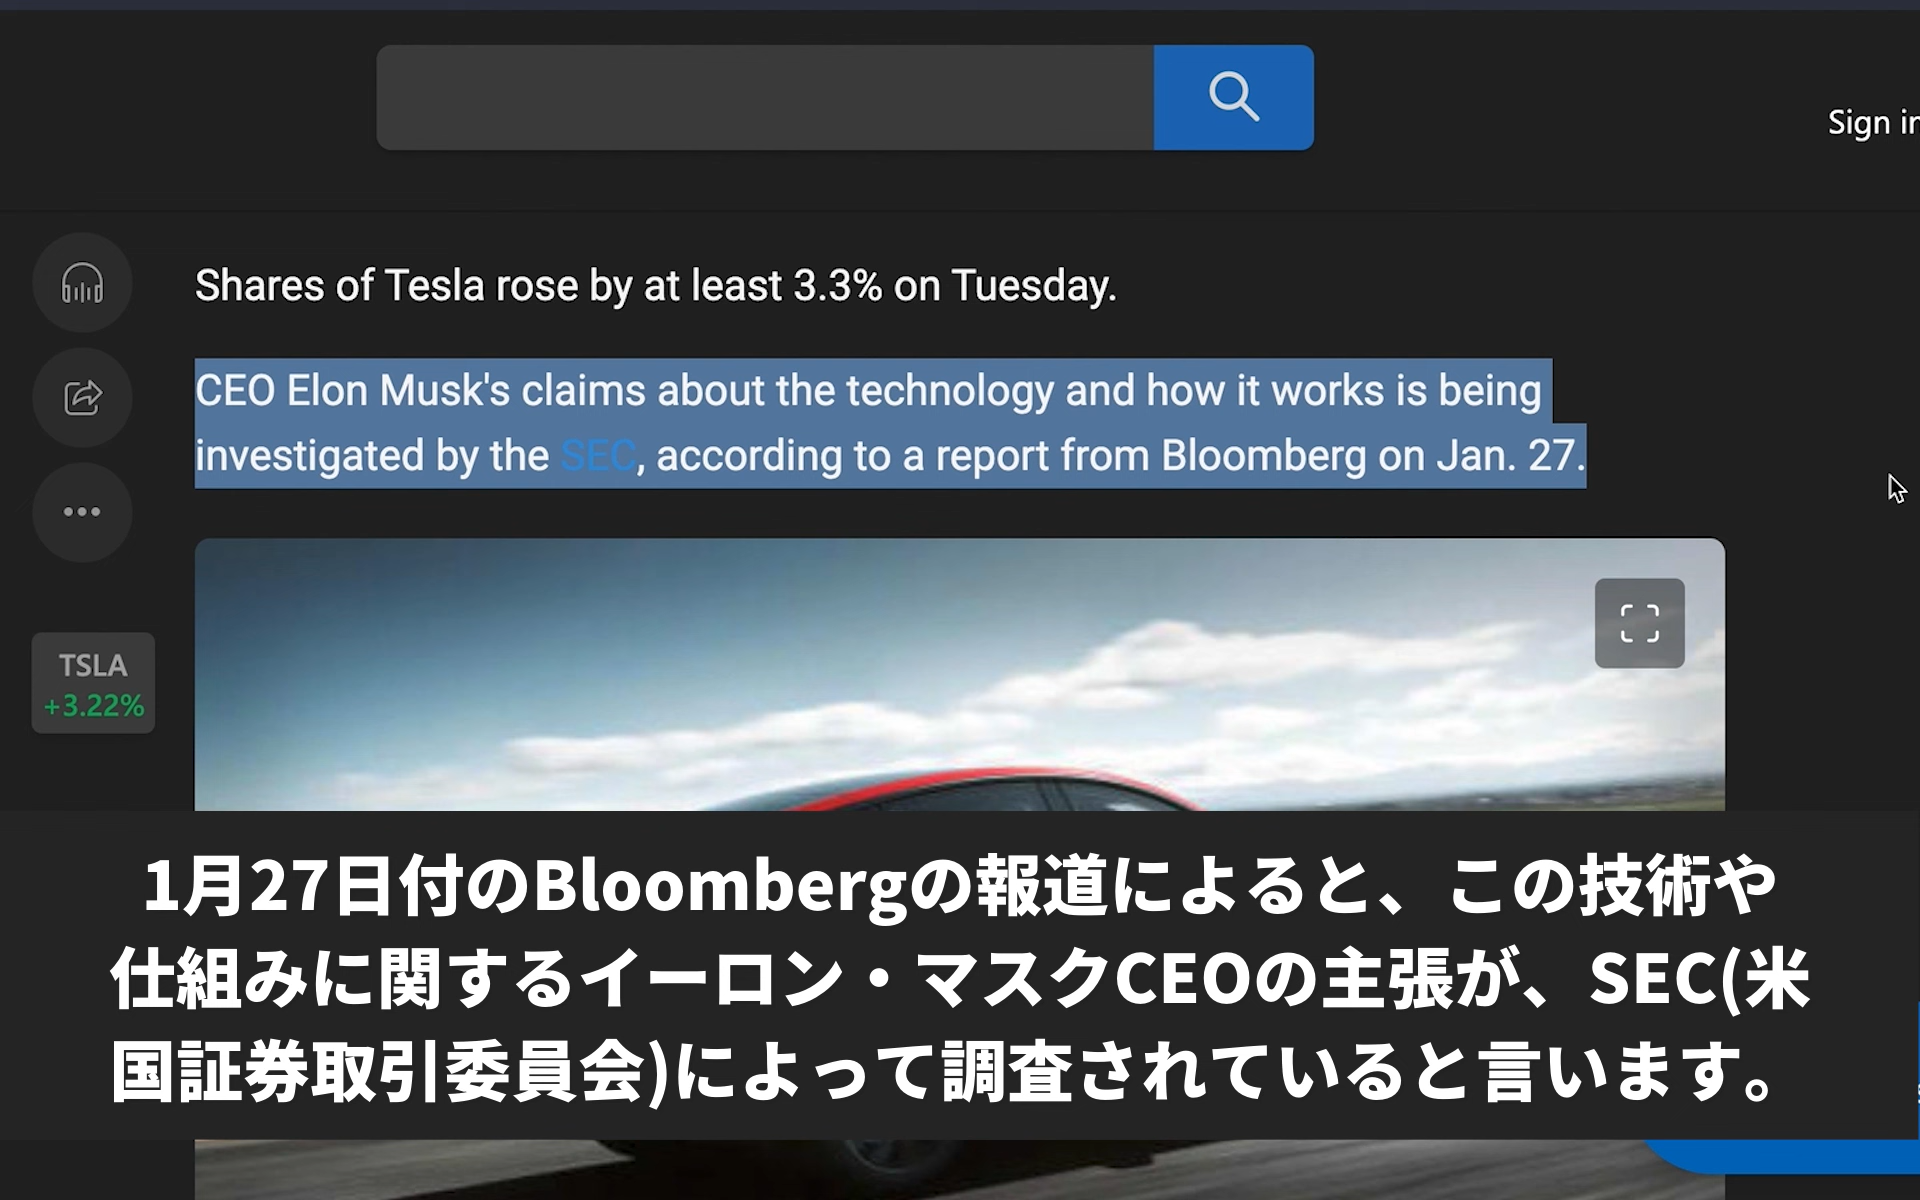 Sign in
Shares of Tesla rose by at least 3.3% on Tuesday.
CEO Elon Musk's claims about the technology and how it works is being
investigated by the SEC, according to a report from Bloomberg on Jan. 27.
TSLA
+3.22%
1月27日付のBloombergの報道によると、この技術や
仕組みに関するイーロン・マスクCEOの主張が、SEC(米
国証券取引委員会)によって調査されていると言います。